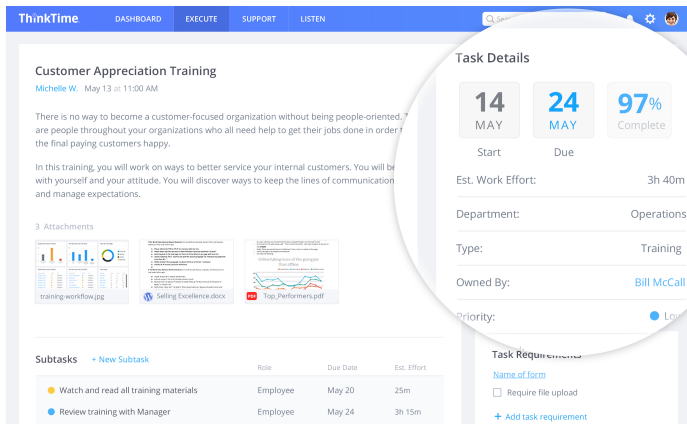 ThinkTime
DASHBOARD
EXECUTE
SUPPORT
LISTEN
Customer Appreciation Training
Michelle W. May 13 at 11:00 AM
There is no way to become a customer-focused organization without being people-oriented.
are people throughout your organizations who all need help to get their jobs done in order
the final paying customers happy.
In this training, you will work on ways to better service your internal customers. You will be
with yourself and your attitude. You will discover ways to keep the lines of communication
and manage expectations.
3 Attachments
training-workflow.jpg
Selling Excellence.docx
PDF Top_Performers.pdf
Subtasks + New Subtask
Role Due Date Est. Effort
Watch and read all training materials Employee May 20 25m
Review training with Manager Employee May 24 3h 15m
Task Details
14 MAY
Start
24 MAY
Due
97% Complete
Est. Work Effort: 3h 40m
Department: Operations
Type: Training
Owned By: Bill McCall
Priority:
Task Requirements
Name of form
Require file upload
+ Add task requirement